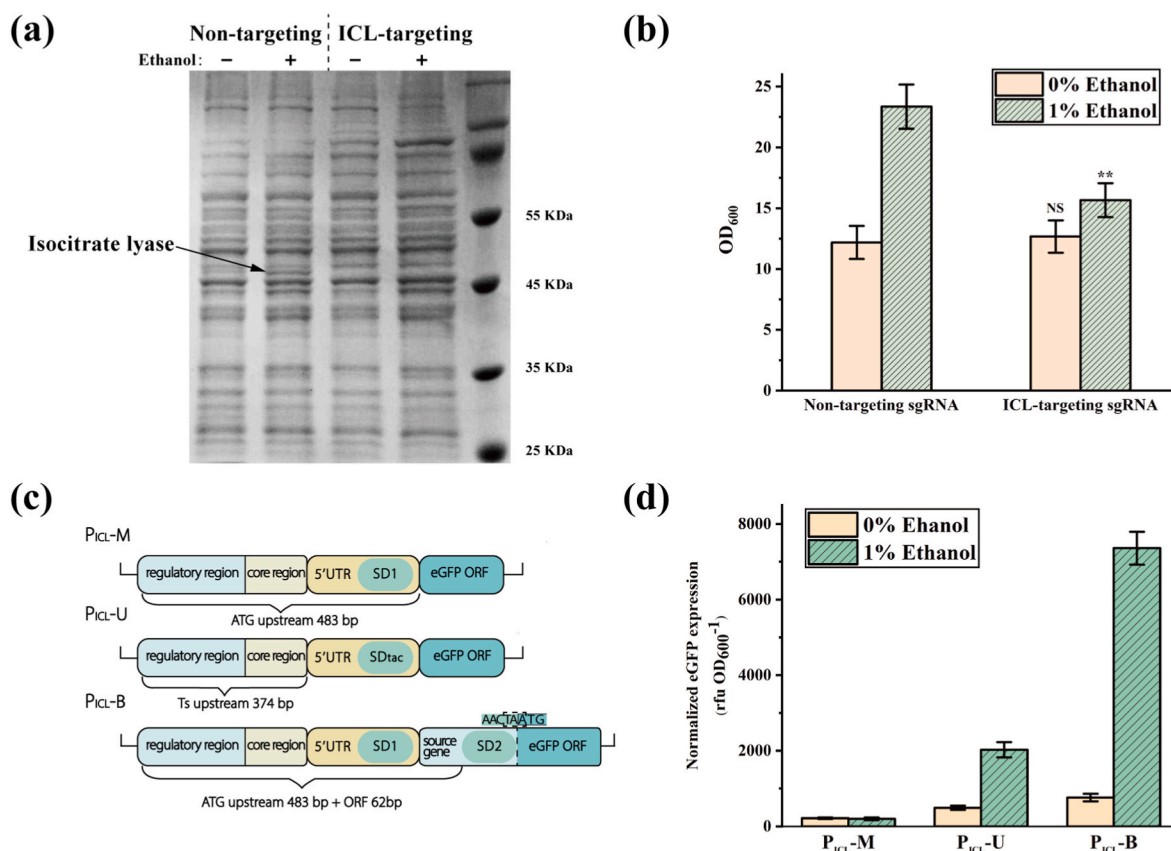 (a)
Non-targeting ICL-targeting
Ethanol: − + − +
Isocitrate lyase
55 KDa
45 KDa
35 KDa
25 KDa
(b)
0% Ethanol
1% Ethanol
OD600
25
20
15
10
5
0
NS
**
Non-targeting sgRNA
ICL-targeting sgRNA
(c)
PICL-M
regulatory region core region 5'UTR SD1 eGFP ORF
ATG upstream 483 bp
PICL-U
regulatory region core region 5'UTR SDtac eGFP ORF
Ts upstream 374 bp
PICL-B
AACTAATG
regulatory region core region 5'UTR SD1 source SD2 eGFP ORF
gene
ATG upstream 483 bp + ORF 62bp
(d)
0% Ehanol
1% Ethanol
Normalized eGFP expression
(rfu OD600-1)
8000
6000
4000
2000
0
PICL-M
PICL-U
PICL-B